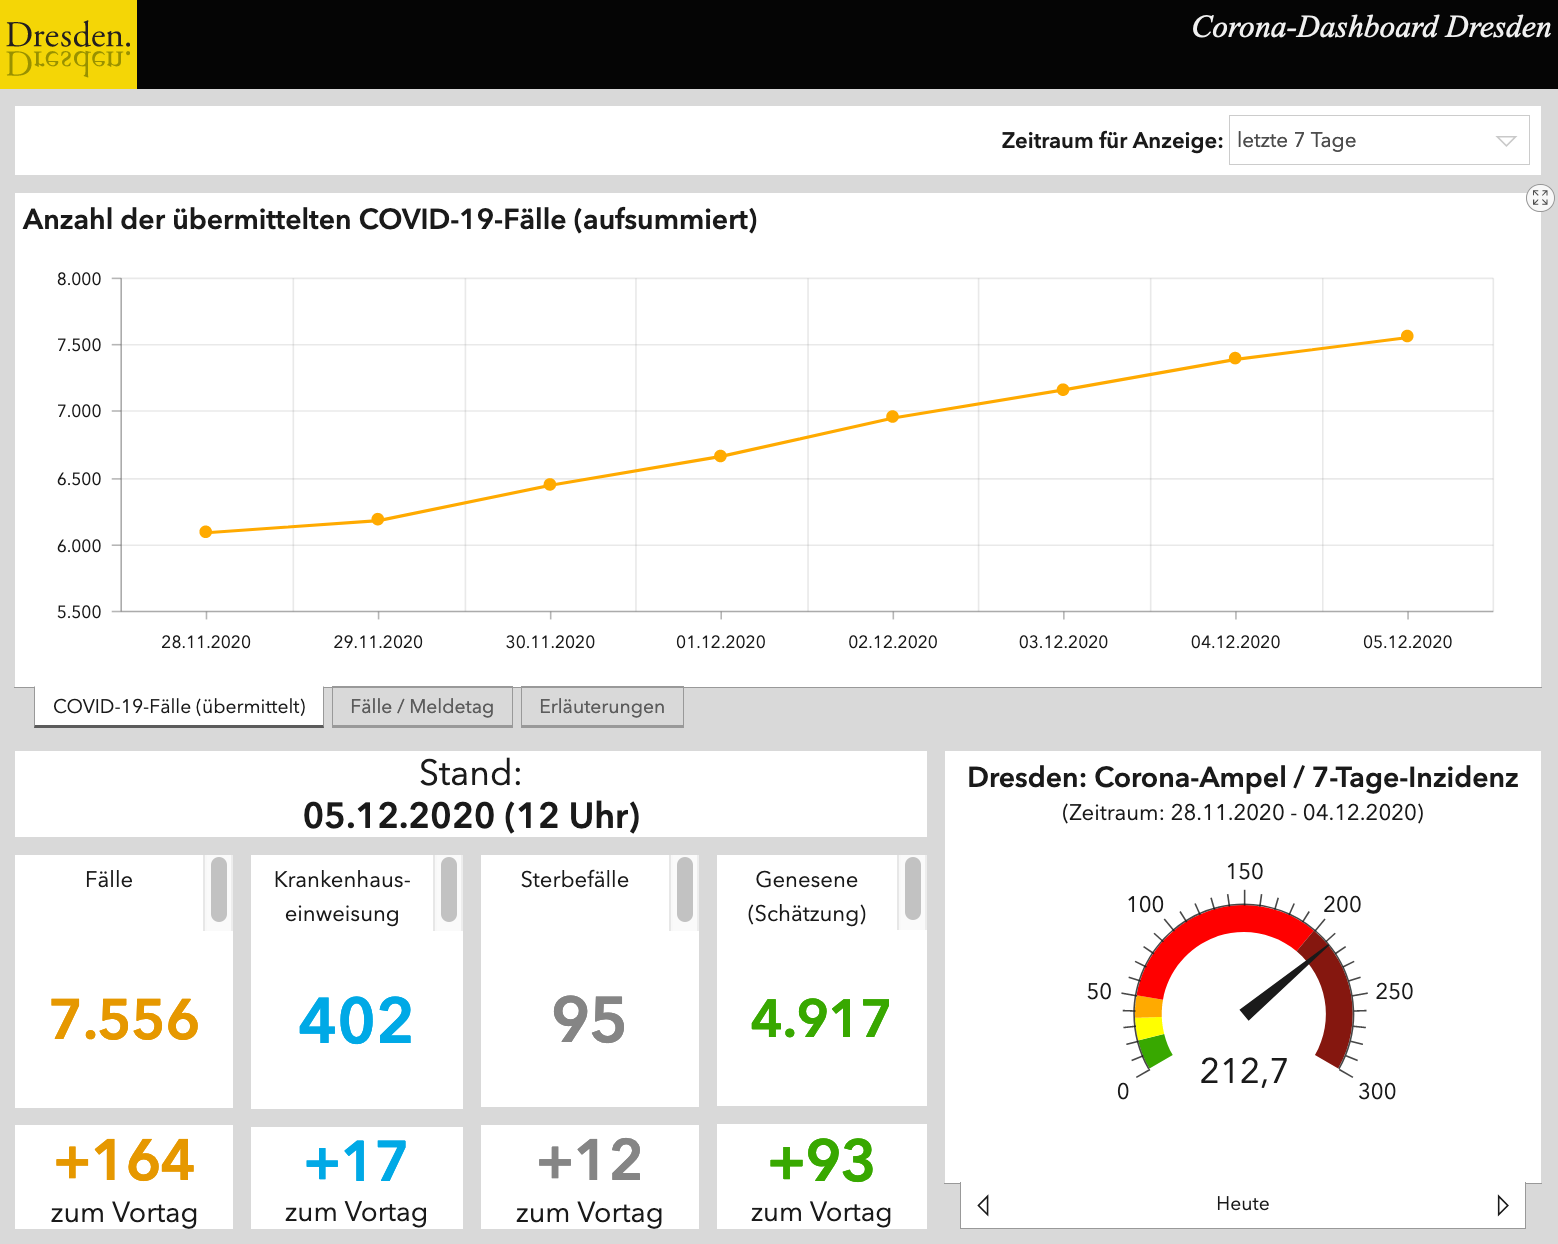 Dresden.
Dresden.
Corona-Dashboard Dresden
Zeitraum für Anzeige: letzte 7 Tage
Anzahl der übermittelten COVID-19-Fälle (aufsummiert)
8.000
7.500
7.000
6.500
6.000
5.500
28.11.2020 29.11.2020 30.11.2020 01.12.2020 02.12.2020 03.12.2020 04.12.2020 05.12.2020
COVID-19-Fälle (übermittelt) Fälle / Meldetag Erläuterungen
Stand:
05.12.2020 (12 Uhr)
Fälle
7.556
+164
zum Vortag
Krankenhaus-
einweisung
402
+17
zum Vortag
Sterbefälle
95
+12
zum Vortag
Genesene
(Schätzung)
4.917
+93
zum Vortag
Dresden: Corona-Ampel / 7-Tage-Inzidenz
(Zeitraum: 28.11.2020 - 04.12.2020)
0
50
100
150
200
250
300
212,7
Heute